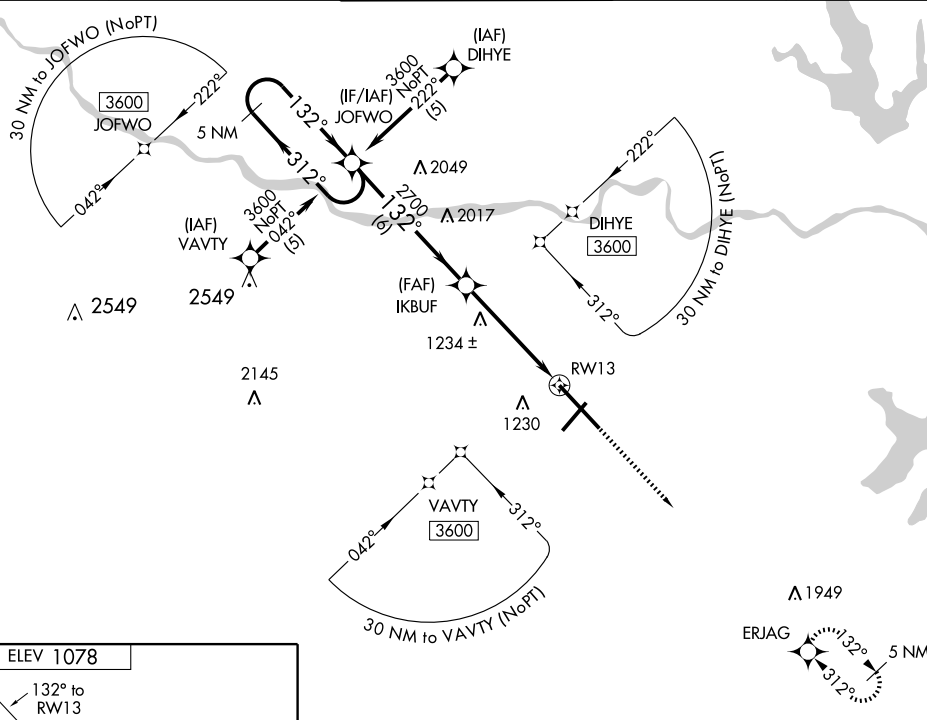 30 NM to JOFWO (NoPT)
3600
JOFWO
222°
042°
5 NM
132°
312°
(IF/IAF)
JOFWO
(IAF)
DIHYE
3600
NoPT
222°
(5)
2049
2700
132°
(6)
2017
(IAF)
VAVTY
3600
NoPT
042°
(5)
2549
2549
2145
(FAF)
IKBUF
1234 ±
222°
DIHYE
3600
312°
30 NM to DIHYE (NoPT)
RW13
1230
VAVTY
3600
042°
312°
30 NM to VAVTY (NoPT)
1949
ERJAG
132°
312°
5 NM
ELEV 1078
132° to
RW13